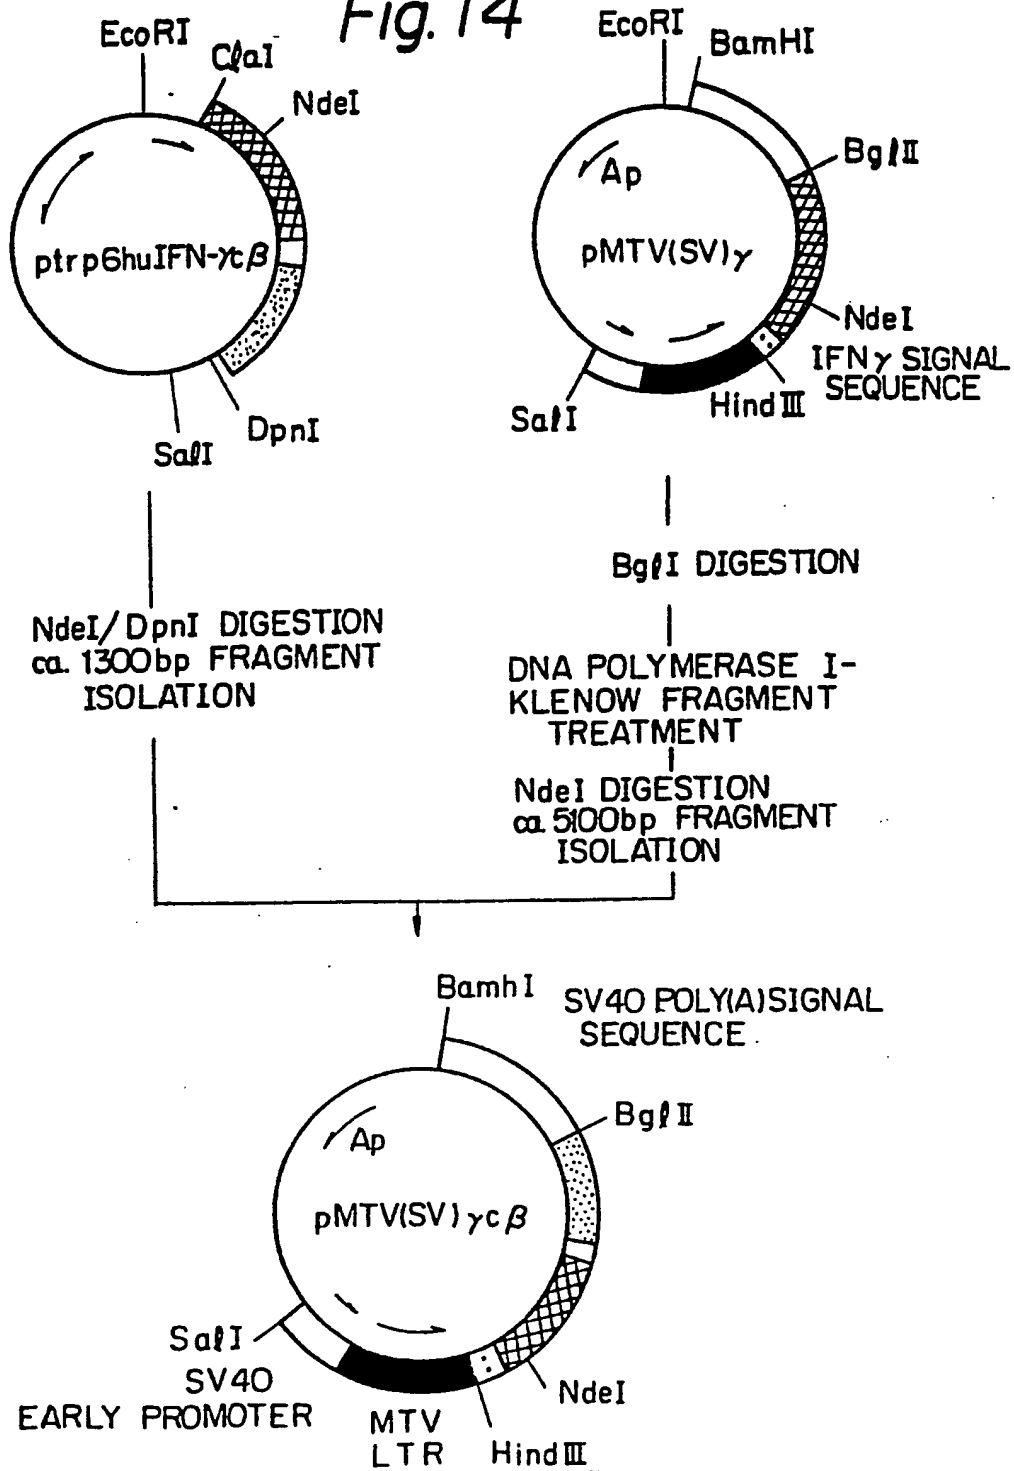 Fig. 14
EcoRI
ClaI
NdeI
ptrp6huIFN-γcβ
DpnI
SalI
EcoRI
BamHI
BglII
Ap
pMTV(SV)γ
NdeI
IFNγ SIGNAL
SEQUENCE
HindIII
SalI
NdeI/DpnI DIGESTION
ca. 1300bp FRAGMENT
ISOLATION
BglI DIGESTION
DNA POLYMERASE I-
KLENOW FRAGMENT
TREATMENT
NdeI DIGESTION
ca. 5100bp FRAGMENT
ISOLATION
BamhI
SV40 POLY(A)SIGNAL
SEQUENCE
BglII
Ap
pMTV(SV)γcβ
SalI
SV40
EARLY PROMOTER
MTV
LTR
HindIII
NdeI